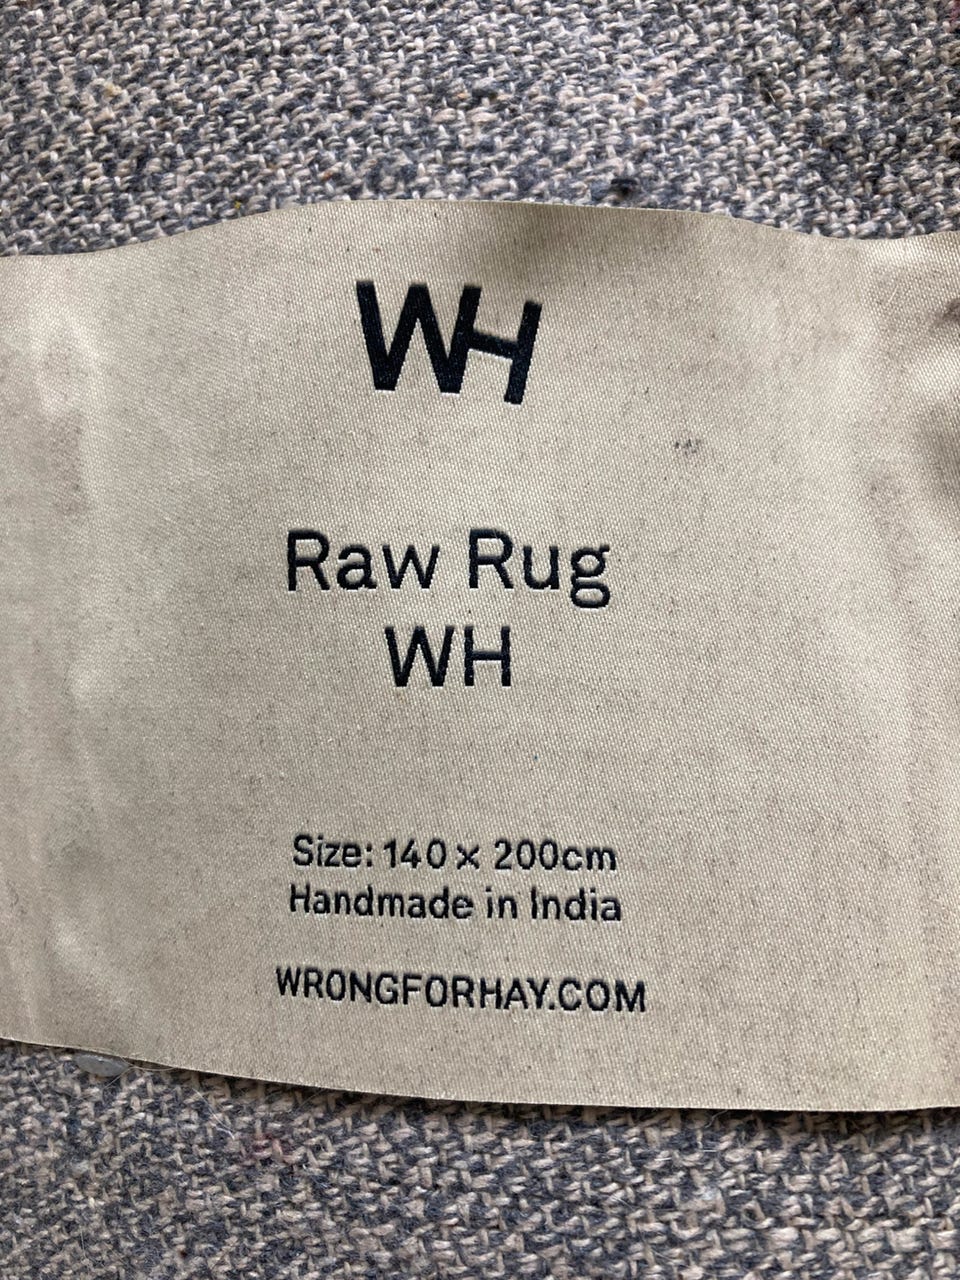 WH
Raw Rug
WH
Size: 140 x 200cm
Handmade in India
WRONGFORHAY.COM